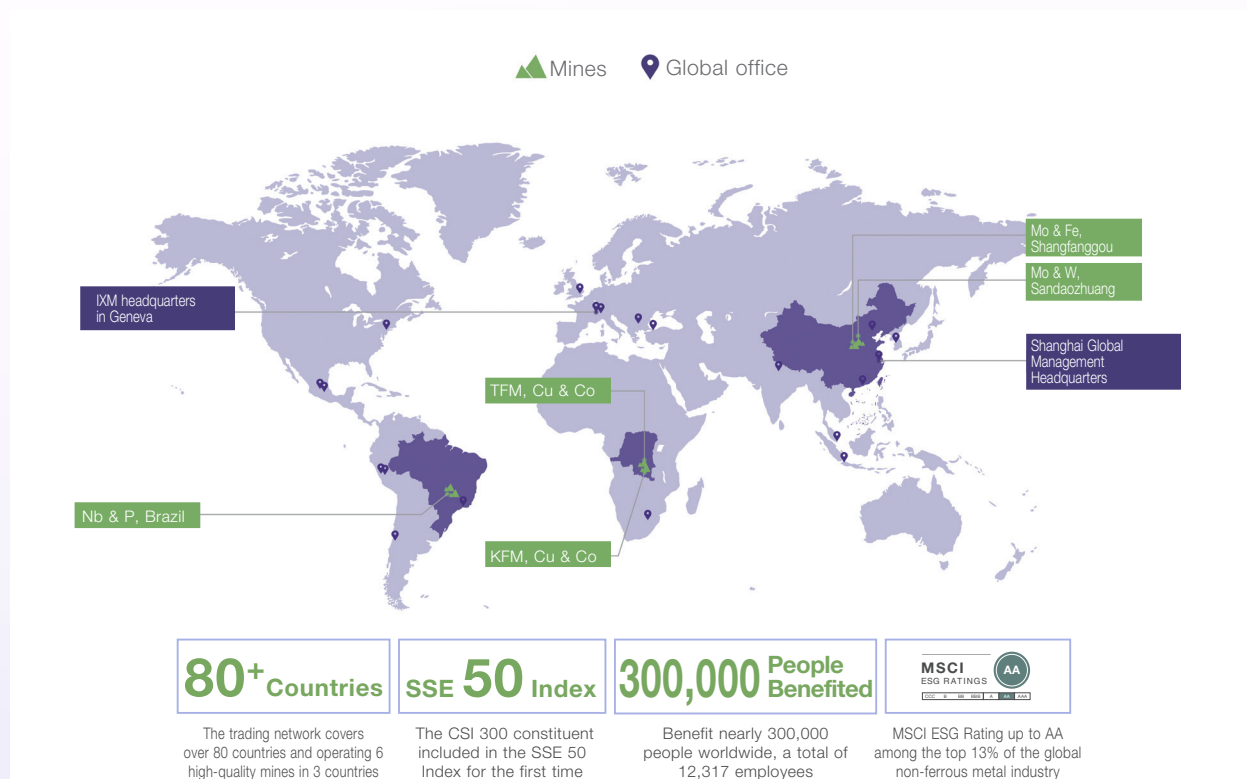 Mines
Global office
Mo & Fe,
Shangfanggou
Mo & W,
Sandaozhuang
IXM headquarters
in Geneva
Shanghai Global
Management
Headquarters
TFM, Cu & Co
Nb & P, Brazil
KFM, Cu & Co
80+ Countries
The trading network covers
over 80 countries and operating 6
high-quality mines in 3 countries
SSE 50 Index
The CSI 300 constituent
included in the SSE 50
Index for the first time
300,000 People
Benefited
Benefit nearly 300,000
people worldwide, a total of
12,317 employees
MSCI
ESG RATINGS
AA
CCC B BB BBB A AA AAA
MSCI ESG Rating up to AA
among the top 13% of the global
non-ferrous metal industry